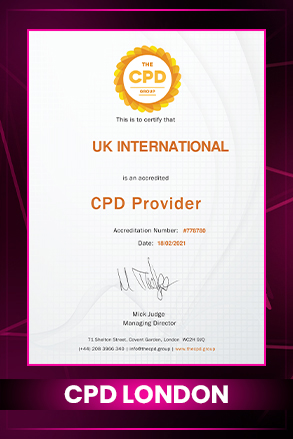 THE
CPD
GROUP
This is to certify that
UK INTERNATIONAL
is an accredited
CPD Provider
Accreditation Number: #776780
Date: 18/02/2021
Mick Judge
Managing Director
71 Shelton Street, Covent Garden, London WC2H 9JQ
(+44) 208 3866 340 | info@thecpd.group | www.thecpd.group
CPD LONDON